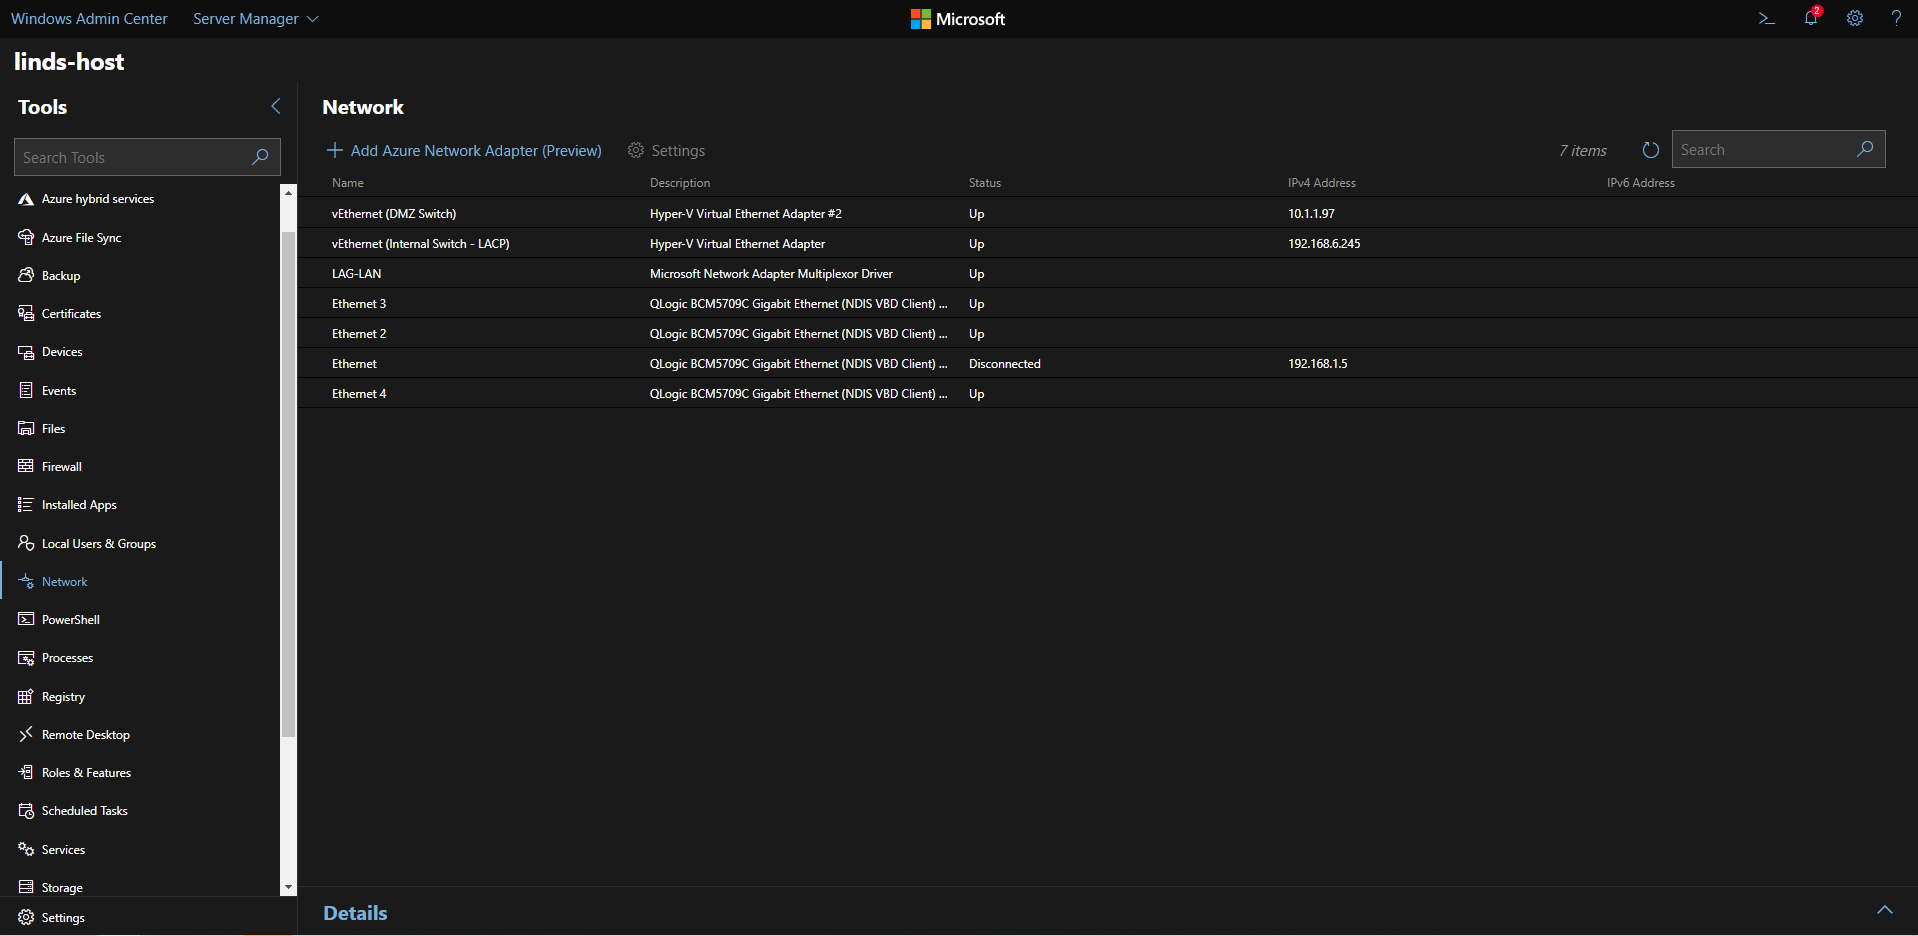 Windows Admin Center Server Manager Microsoft >_ 2 ?
linds-host
Tools
Search Tools
Azure hybrid services
Azure File Sync
Backup
Certificates
Devices
Events
Files
Firewall
Installed Apps
Local Users & Groups
Network
PowerShell
Processes
Registry
Remote Desktop
Roles & Features
Scheduled Tasks
Services
Storage
Settings
Network
+ Add Azure Network Adapter (Preview) Settings 7 items Search
Name Description Status IPv4 Address IPv6 Address
vEthernet (DMZ Switch) Hyper-V Virtual Ethernet Adapter #2 Up 10.1.1.97
vEthernet (Internal Switch - LACP) Hyper-V Virtual Ethernet Adapter Up 192.168.6.245
LAG-LAN Microsoft Network Adapter Multiplexor Driver Up
Ethernet 3 QLogic BCM5709C Gigabit Ethernet (NDIS VBD Client) ... Up
Ethernet 2 QLogic BCM5709C Gigabit Ethernet (NDIS VBD Client) ... Up
Ethernet QLogic BCM5709C Gigabit Ethernet (NDIS VBD Client) ... Disconnected 192.168.1.5
Ethernet 4 QLogic BCM5709C Gigabit Ethernet (NDIS VBD Client) ... Up
Details